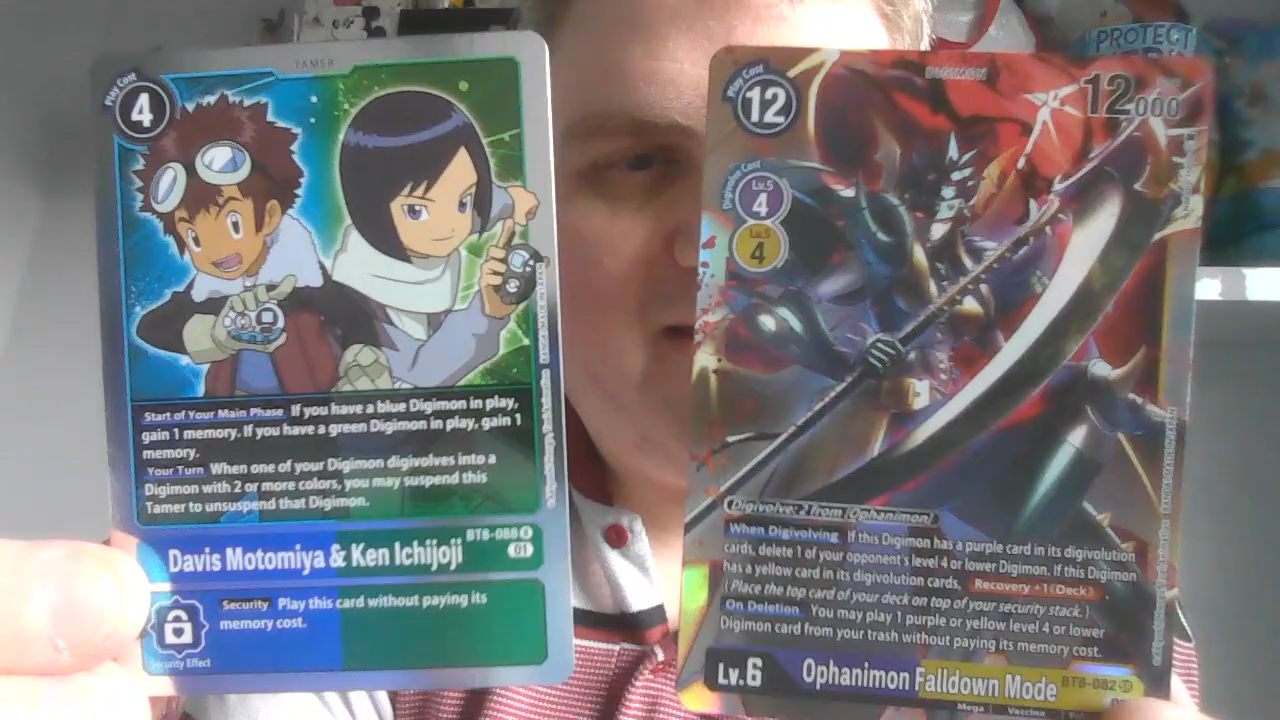 TAMER
Play Cost
4
Start of Your Main Phase If you have a blue Digimon in play,
gain 1 memory. If you have a green Digimon in play, gain 1
memory.
Your Turn When one of your Digimon digivolves into a
Digimon with 2 or more colors, you may suspend this
Tamer to unsuspend that Digimon.
BT8-088 R
Davis Motomiya & Ken Ichijoji
01
Security Play this card without paying its
memory cost.
Security Effect
PROTECT
DIGIMON
Play Cost
12
12000
Digivolve Cost
Lv.5
4
Lv.5
4
Digivolve: 2 from [Ophanimon]
When Digivolving If this Digimon has a purple card in its digivolution
cards, delete 1 of your opponent's level 4 or lower Digimon. If this Digimon
has a yellow card in its digivolution cards, Recovery +1 (Deck).
(Place the top card of your deck on top of your security stack.)
On Deletion You may play 1 purple or yellow level 4 or lower
Digimon card from your trash without paying its memory cost.
Lv.6
Ophanimon Falldown Mode
BT8-082 SR
Mega
Vaccine